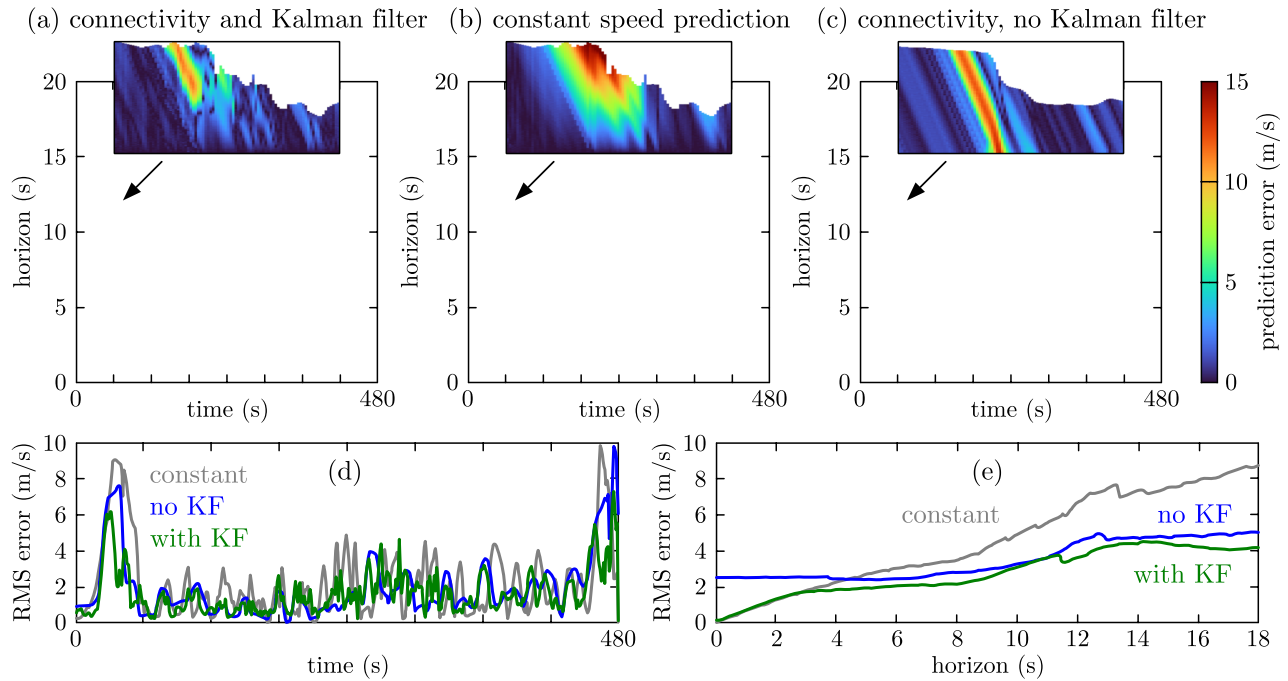 (a) connectivity and Kalman filter
(b) constant speed prediction
(c) connectivity, no Kalman filter
20
15
10
5
0
horizon (s)
0
time (s)
480
20
15
10
5
0
horizon (s)
0
time (s)
480
20
15
10
5
0
horizon (s)
0
time (s)
480
15
10
5
0
predicition error (m/s)
10
8
6
4
2
0
RMS error (m/s)
constant
no KF
with KF
(d)
0
time (s)
480
10
8
6
4
2
0
RMS error (m/s)
(e)
constant
no KF
with KF
0 2 4 6 8 10 12 14 16 18
horizon (s)